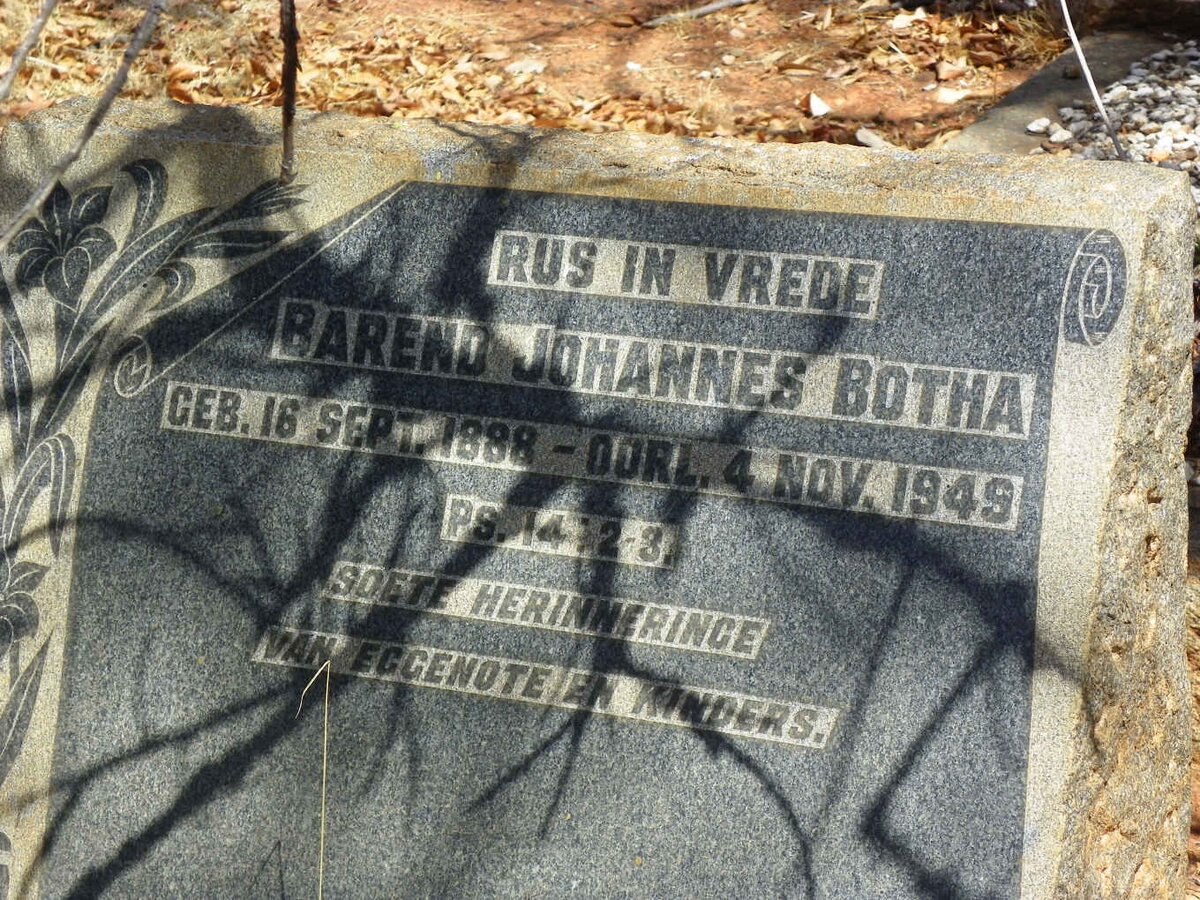 RUS IN VREDE
BAREND JOHANNES BOTHA
GEB. 16 SEPT. 1888 - OORL. 4 NOV. 1949
PS. 14: 2-3.
SOETE HERINNERINGE
VAN EGGENOTE EN KINDERS.